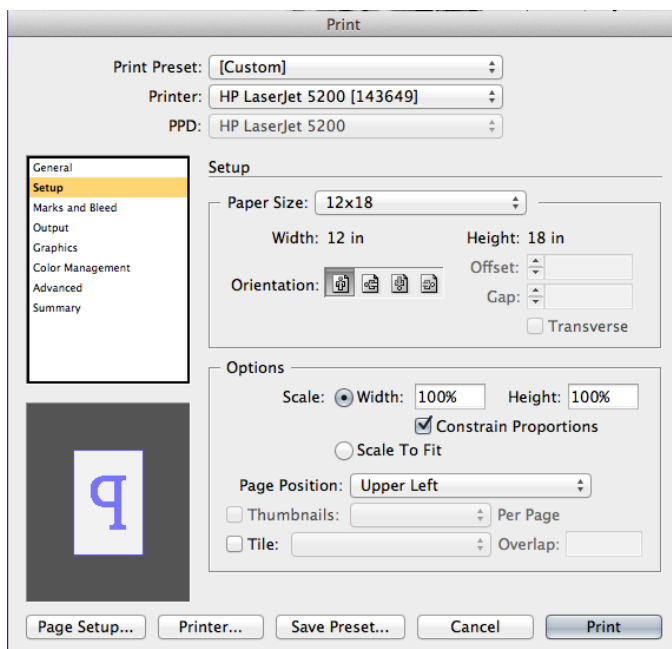 Print
Print Preset: [Custom]
Printer: HP LaserJet 5200 [143649]
PPD: HP LaserJet 5200
General
Setup
Marks and Bleed
Output
Graphics
Color Management
Advanced
Summary
Setup
Paper Size: 12x18
Width: 12 in Height: 18 in
Orientation: Offset:
Gap:
Transverse
Options
Scale: Width: 100% Height: 100%
Constrain Proportions
Scale To Fit
Page Position: Upper Left
Thumbnails: Per Page
Tile: Overlap:
Page Setup... Printer... Save Preset... Cancel Print